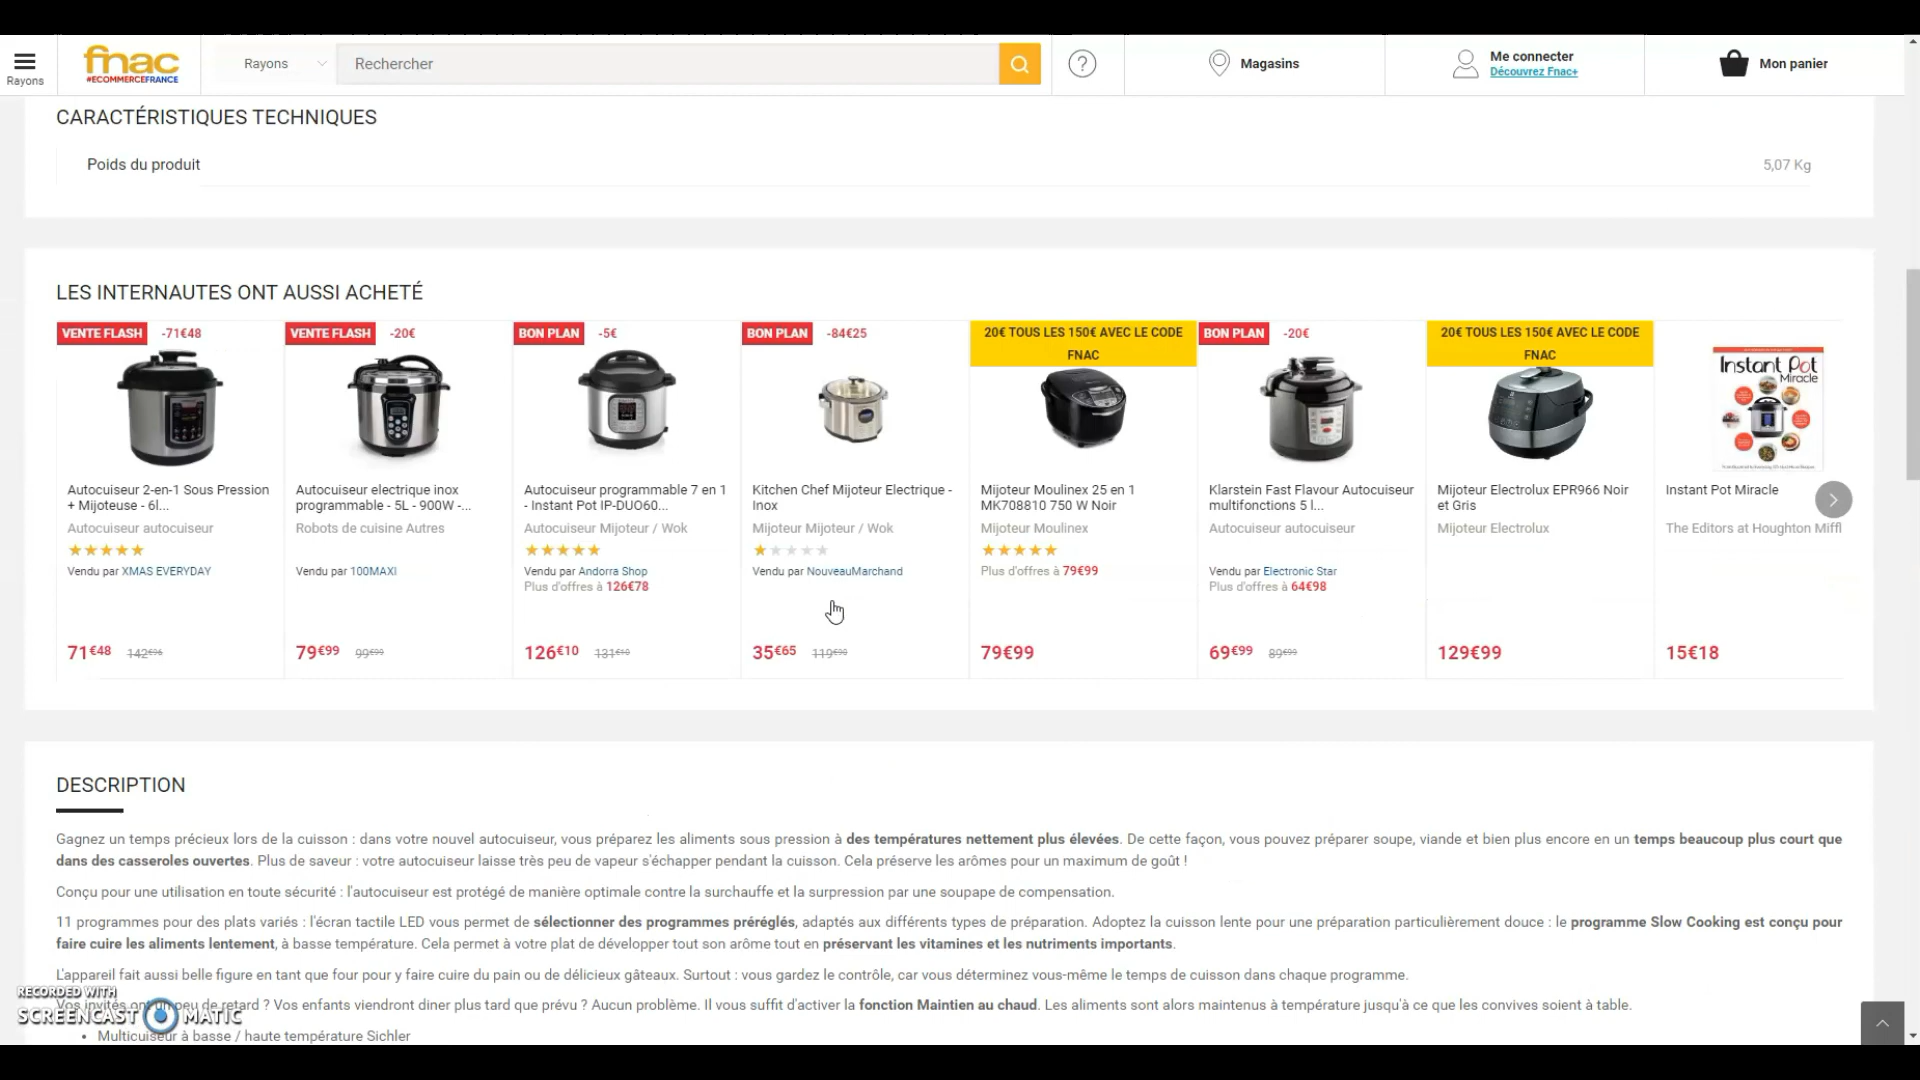 Rayons
fnac
#ECOMMERCEFRANCE
Rayons
Rechercher
?
Magasins
Me connecter
Découvrez Fnac+
Mon panier
CARACTÉRISTIQUES TECHNIQUES
Poids du produit
5,07 Kg
LES INTERNAUTES ONT AUSSI ACHETÉ
VENTE FLASH -71€48
Autocuiseur 2-en-1 Sous Pression
+ Mijoteuse - 6l...
Autocuiseur autocuiseur
Vendu par XMAS EVERYDAY
71€48 142€96
VENTE FLASH -20€
Autocuiseur electrique inox
programmable - 5L - 900W -...
Robots de cuisine Autres
Vendu par 100MAXI
79€99 99€99
BON PLAN -5€
Autocuiseur programmable 7 en 1
- Instant Pot IP-DUO60...
Autocuiseur Mijoteur / Wok
Vendu par Andorra Shop
Plus d'offres à 126€78
126€10 131€10
BON PLAN -84€25
Kitchen Chef Mijoteur Electrique -
Inox
Mijoteur Mijoteur / Wok
Vendu par NouveauMarchand
35€65 119€90
20€ TOUS LES 150€ AVEC LE CODE
FNAC
Mijoteur Moulinex 25 en 1
MK708810 750 W Noir
Mijoteur Moulinex
Plus d'offres à 79€99
79€99
BON PLAN -20€
Klarstein Fast Flavour Autocuiseur
multifonctions 5 l...
Autocuiseur autocuiseur
Vendu par Electronic Star
Plus d'offres à 64€98
69€99 89€99
20€ TOUS LES 150€ AVEC LE CODE
FNAC
Mijoteur Electrolux EPR966 Noir
et Gris
Mijoteur Electrolux
129€99
Instant Pot
Miracle
Instant Pot Miracle
The Editors at Houghton Miffl
15€18
DESCRIPTION
Gagnez un temps précieux lors de la cuisson : dans votre nouvel autocuiseur, vous préparez les aliments sous pression à des températures nettement plus élevées. De cette façon, vous pouvez préparer soupe, viande et bien plus encore en un temps beaucoup plus court que
dans des casseroles ouvertes. Plus de saveur : votre autocuiseur laisse très peu de vapeur s'échapper pendant la cuisson. Cela préserve les arômes pour un maximum de goût !
Conçu pour une utilisation en toute sécurité : l'autocuiseur est protégé de manière optimale contre la surchauffe et la surpression par une soupape de compensation.
11 programmes pour des plats variés : l'écran tactile LED vous permet de sélectionner des programmes préréglés, adaptés aux différents types de préparation. Adoptez la cuisson lente pour une préparation particulièrement douce : le programme Slow Cooking est conçu pour
faire cuire les aliments lentement, à basse température. Cela permet à votre plat de développer tout son arôme tout en préservant les vitamines et les nutriments importants.
L'appareil fait aussi belle figure en tant que four pour y faire cuire du pain ou de délicieux gâteaux. Surtout : vous gardez le contrôle, car vous déterminez vous-même le temps de cuisson dans chaque programme.
Vos invités ont un peu de retard ? Vos enfants viendront diner plus tard que prévu ? Aucun problème. Il vous suffit d'activer la fonction Maintien au chaud. Les aliments sont alors maintenus à température jusqu'à ce que les convives soient à table.
• Multicuiseur à basse / haute température Sichler
RECORDED WITH
SCREENCAST MATIC